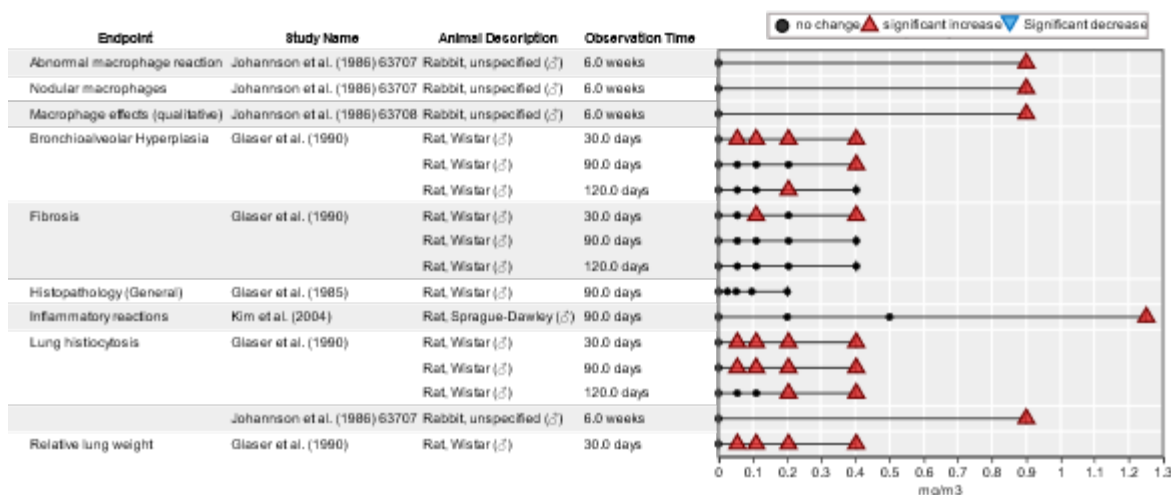 no change significant increase Significant decrease
Endpoint Study Name Animal Description Observation Time
Abnormal macrophage reaction Johannson et al. (1986) 63707 Rabbit, unspecified (♂) 6.0 weeks
Nodular macrophages Johannson et al. (1986) 63707 Rabbit, unspecified (♂) 6.0 weeks
Macrophage effects (qualitative) Johannson et al. (1986) 63708 Rabbit, unspecified (♂) 6.0 weeks
Bronchioalveolar Hyperplasia Glaser et al. (1990) Rat, Wistar (♂) 30.0 days
Rat, Wistar (♂) 90.0 days
Rat, Wistar (♂) 120.0 days
Fibrosis Glaser et al. (1990) Rat, Wistar (♂) 30.0 days
Rat, Wistar (♂) 90.0 days
Rat, Wistar (♂) 120.0 days
Histopathology (General) Glaser et al. (1985) Rat, Wistar (♂) 90.0 days
Inflammatory reactions Kim et al. (2004) Rat, Sprague-Dawley (♂) 90.0 days
Lung histiocytosis Glaser et al. (1990) Rat, Wistar (♂) 30.0 days
Rat, Wistar (♂) 90.0 days
Rat, Wistar (♂) 120.0 days
Johannson et al. (1986) 63707 Rabbit, unspecified (♂) 6.0 weeks
Relative lung weight Glaser et al. (1990) Rat, Wistar (♂) 30.0 days
0 0.1 0.2 0.3 0.4 0.5 0.6 0.7 0.8 0.9 1 1.1 1.2 1.3
mg/m3